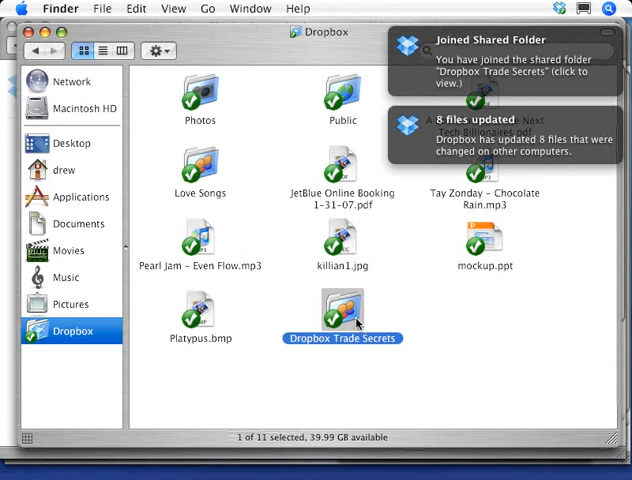 Finder File Edit View Go Window Help
Dropbox
Joined Shared Folder
You have joined the shared folder
"Dropbox Trade Secrets" (click to
view.)
8 files updated
Dropbox has updated 8 files that were
changed on other computers.
Network
Macintosh HD
Desktop
drew
Applications
Documents
Movies
Music
Pictures
Dropbox
Photos
Public
Next
Tech Billionaires.pdf
Love Songs
JetBlue Online Booking
1-31-07.pdf
Tay Zonday - Chocolate
Rain.mp3
Pearl Jam - Even Flow.mp3
killian1.jpg
mockup.ppt
Platypus.bmp
Dropbox Trade Secrets
1 of 11 selected, 39.99 GB available